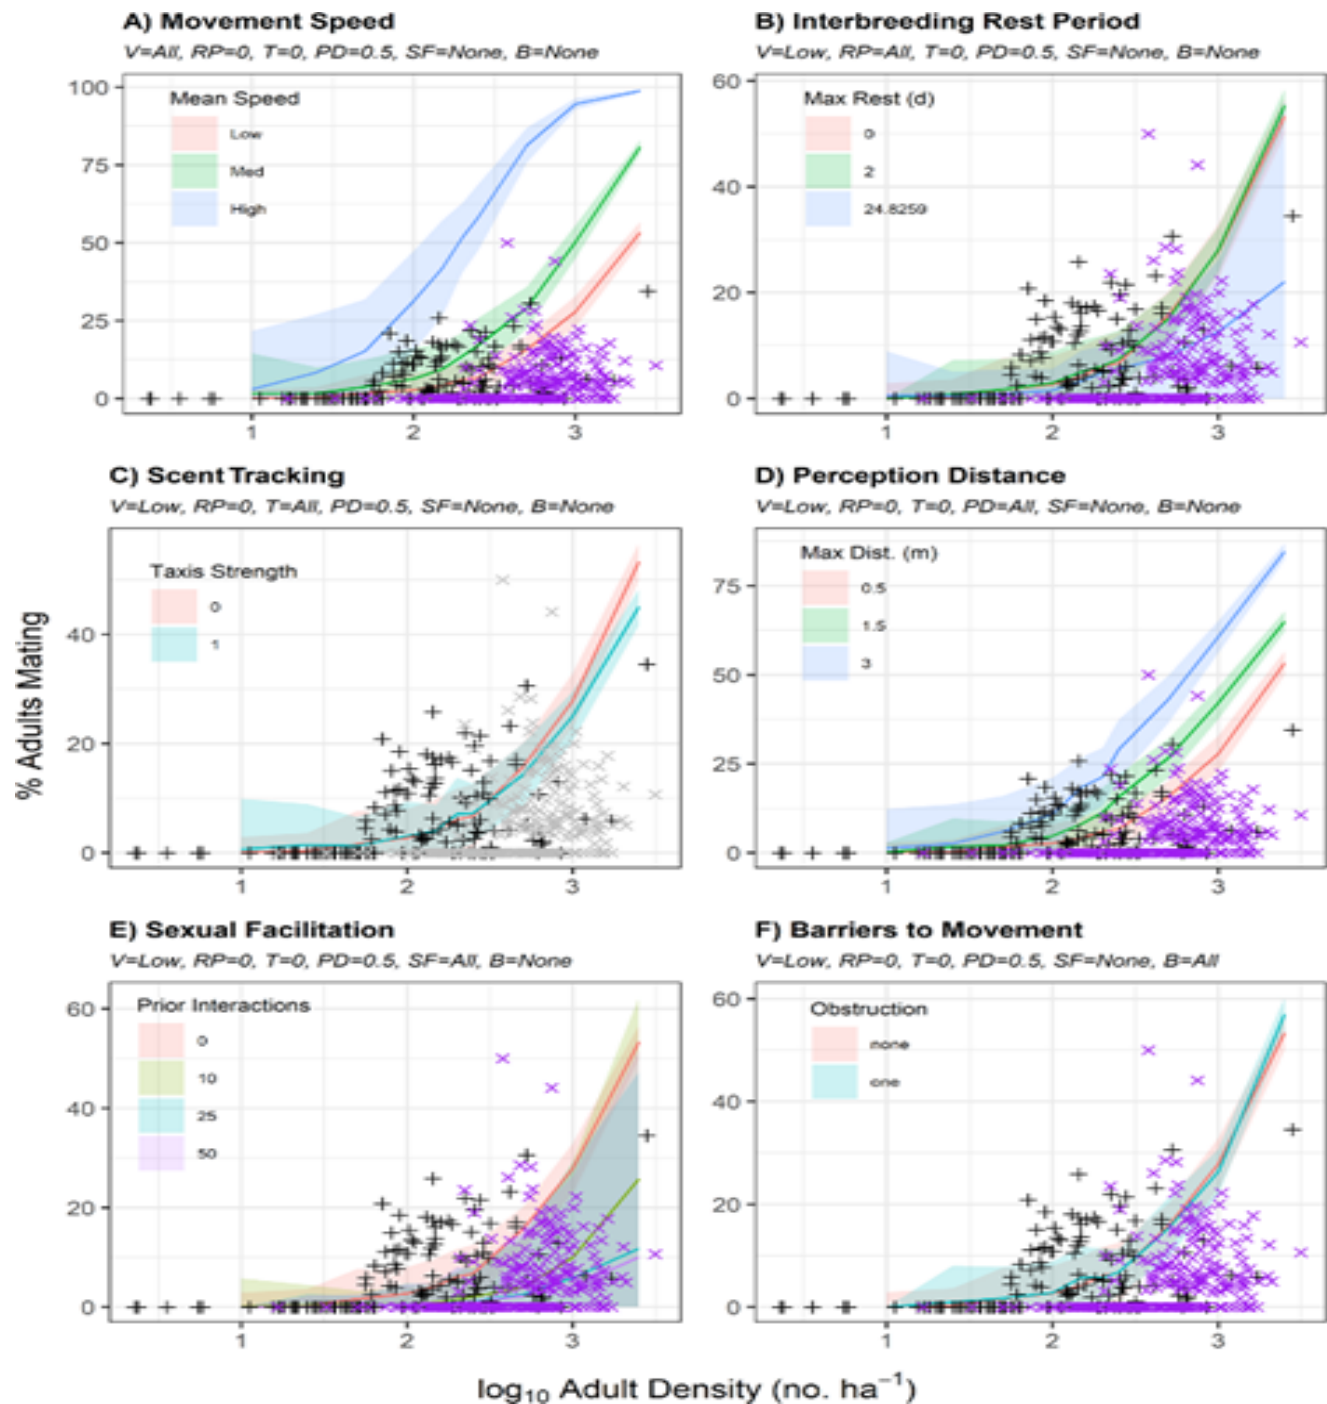 A) Movement Speed
V=All, RP=0, T=0, PD=0.5, SF=None, B=None
Mean Speed
Low
Med
High
100
75
50
25
0
1 2 3
B) Interbreeding Rest Period
V=Low, RP=All, T=0, PD=0.5, SF=None, B=None
Max Rest (d)
0
2
24.8259
60
40
20
0
1 2 3
C) Scent Tracking
V=Low, RP=0, T=All, PD=0.5, SF=None, B=None
Taxis Strength
0
1
40
20
0
1 2 3
D) Perception Distance
V=Low, RP=0, T=0, PD=All, SF=None, B=None
Max Dist. (m)
0.5
1.5
3
75
50
25
0
1 2 3
E) Sexual Facilitation
V=Low, RP=0, T=0, PD=0.5, SF=All, B=None
Prior Interactions
0
10
25
50
60
40
20
0
1 2 3
F) Barriers to Movement
V=Low, RP=0, T=0, PD=0.5, SF=None, B=All
Obstruction
none
one
60
40
20
0
1 2 3
% Adults Mating
log₁₀ Adult Density (no. ha⁻¹)